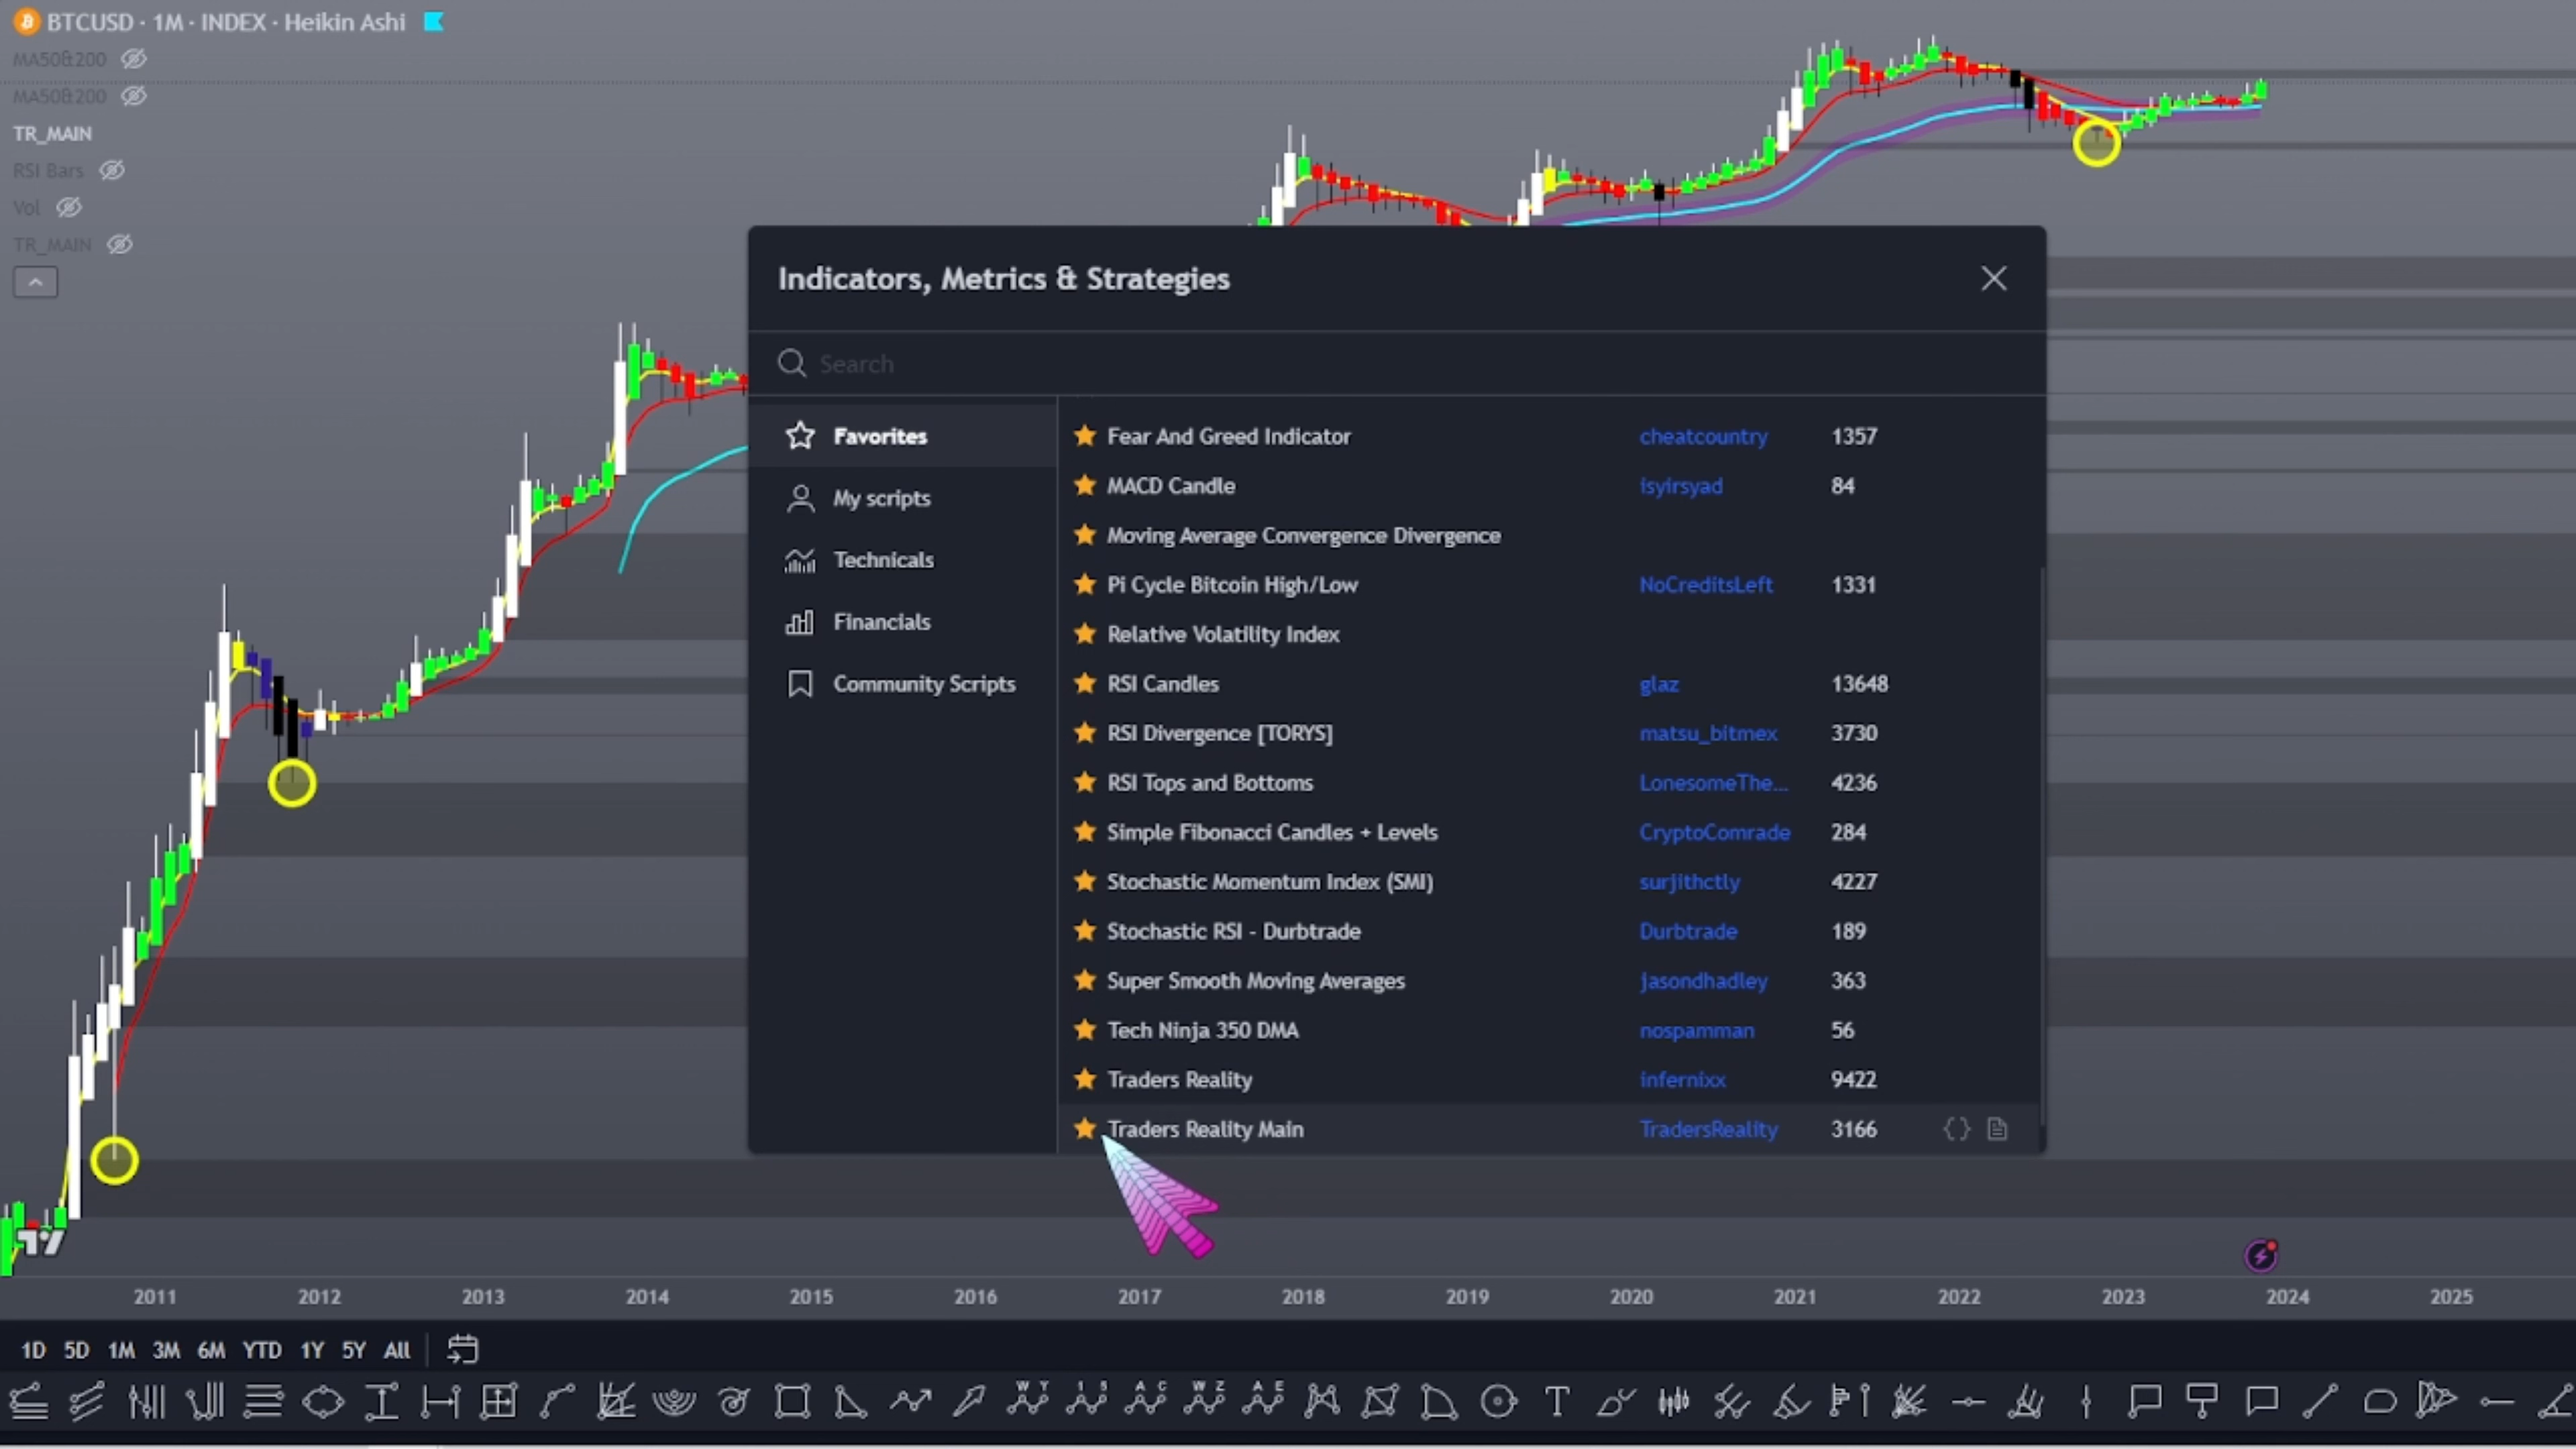 BTCUSD · 1M · INDEX · Heikin Ashi
MA50&200
MA50&200
TR_MAIN
RSI Bars
Vol
TR_MAIN
Indicators, Metrics & Strategies
Search
Favorites
My scripts
Technicals
Financials
Community Scripts
Fear And Greed Indicator cheatcountry 1357
MACD Candle isyirsyad 84
Moving Average Convergence Divergence
Pi Cycle Bitcoin High/Low NoCreditsLeft 1331
Relative Volatility Index
RSI Candles glaz 13648
RSI Divergence [TORYS] matsu_bitmex 3730
RSI Tops and Bottoms LonesomeThe... 4236
Simple Fibonacci Candles + Levels CryptoComrade 284
Stochastic Momentum Index (SMI) surjithctly 4227
Stochastic RSI - Durbtrade Durbtrade 189
Super Smooth Moving Averages jasondhadley 363
Tech Ninja 350 DMA nospamman 56
Traders Reality infernixx 9422
Traders Reality Main TradersReality 3166
2011 2012 2013 2014 2015 2016 2017 2018 2019 2020 2021 2022 2023 2024 2025
1D 5D 1M 3M 6M YTD 1Y 5Y All
W Y 1 5 A C W Z A E
T